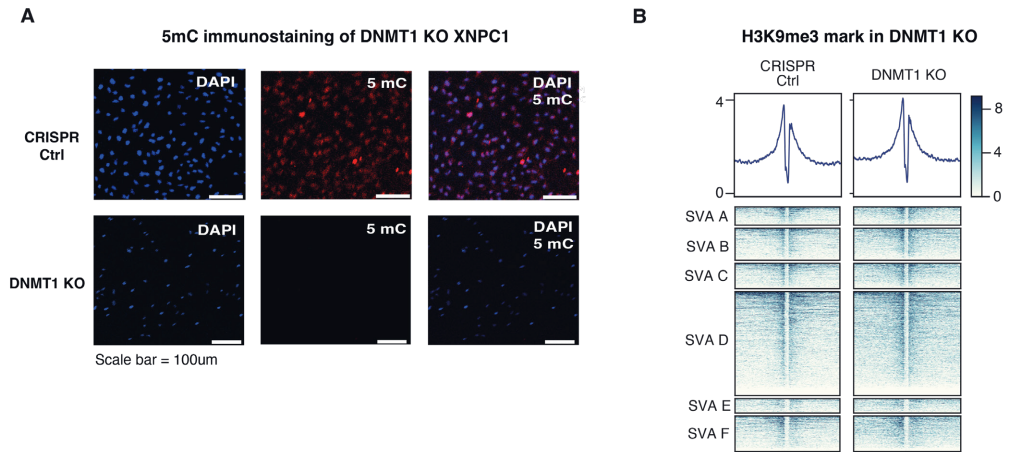 A
5mC immunostaining of DNMT1 KO XNPC1
DAPI
5 mC
DAPI
5 mC
CRISPR
Ctrl
DAPI
5 mC
DAPI
5 mC
DNMT1 KO
Scale bar = 100um
B
H3K9me3 mark in DNMT1 KO
CRISPR
Ctrl
DNMT1 KO
4
0
8
4
0
SVA A
SVA B
SVA C
SVA D
SVA E
SVA F